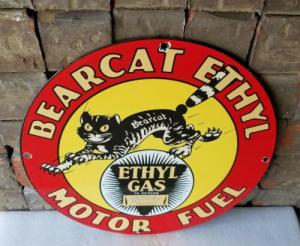 BEARCAT ETHYL
Bearcat
ETHYL
GAS
MOTOR FUEL